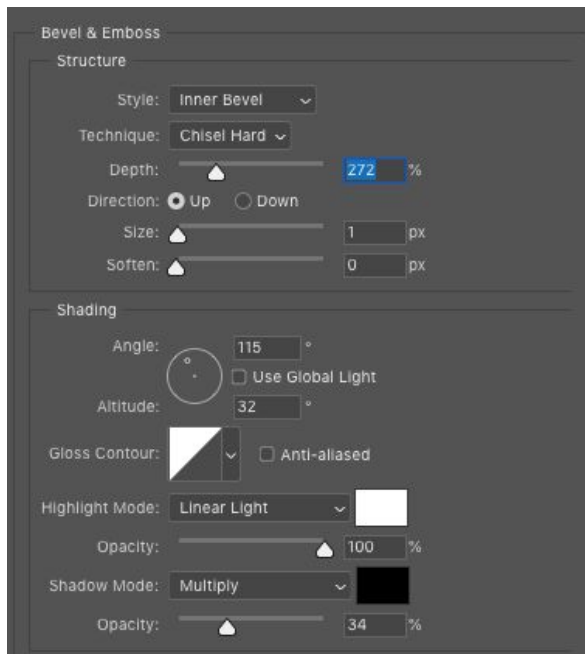 Bevel & Emboss
Structure
Style: Inner Bevel
Technique: Chisel Hard
Depth: 272 %
Direction: Up Down
Size: 1 px
Soften: 0 px
Shading
Angle: 115 °
Use Global Light
Altitude: 32 °
Gloss Contour: Anti-aliased
Highlight Mode: Linear Light
Opacity: 100 %
Shadow Mode: Multiply
Opacity: 34 %